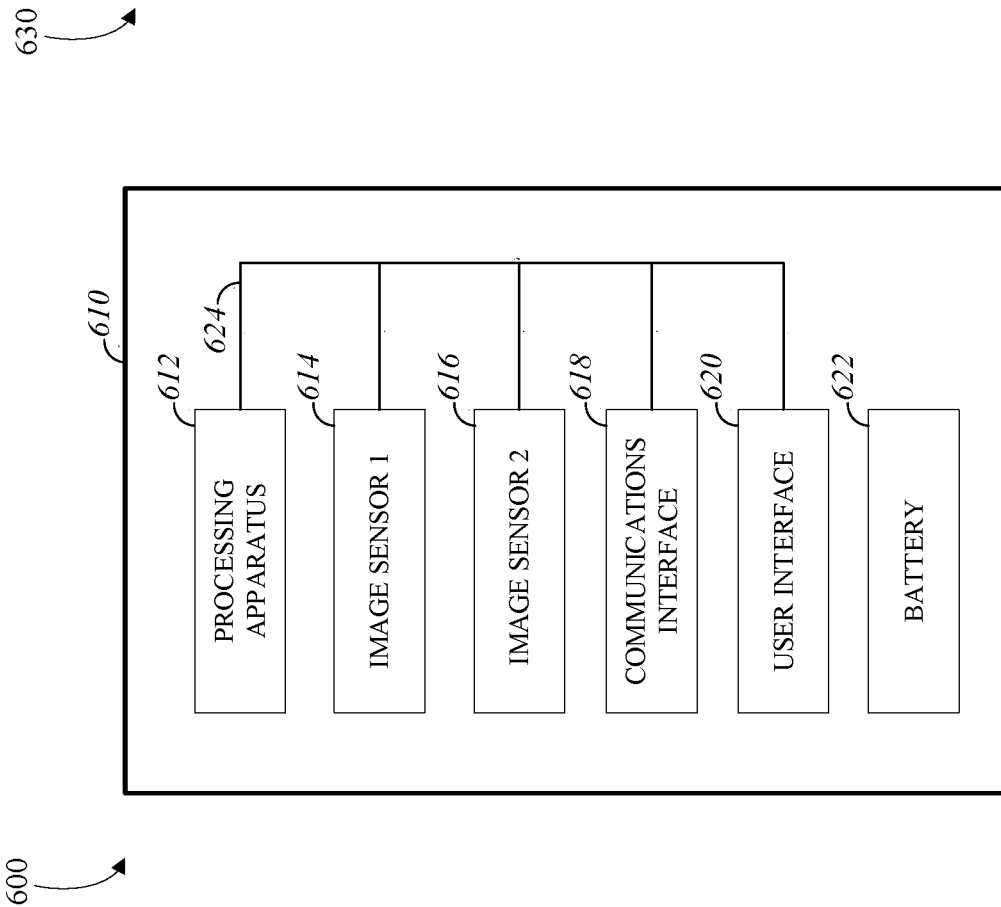 600
630
610
612
PROCESSING
APPARATUS
624
614
IMAGE SENSOR 1
616
IMAGE SENSOR 2
618
COMMUNICATIONS
INTERFACE
620
USER INTERFACE
622
BATTERY